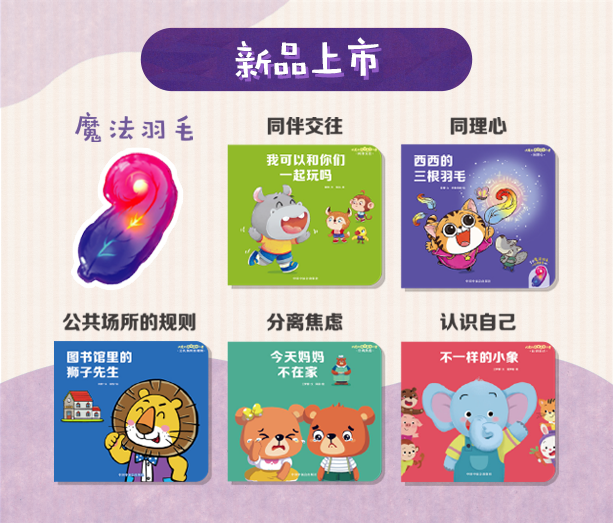 新品上市
魔法羽毛
同伴交往
同理心
我可以和你们
一起玩吗
西西的
三根羽毛
公共场所的规则
分离焦虑
认识自己
图书馆里的
狮子先生
今天妈妈
不在家
不一样的小象